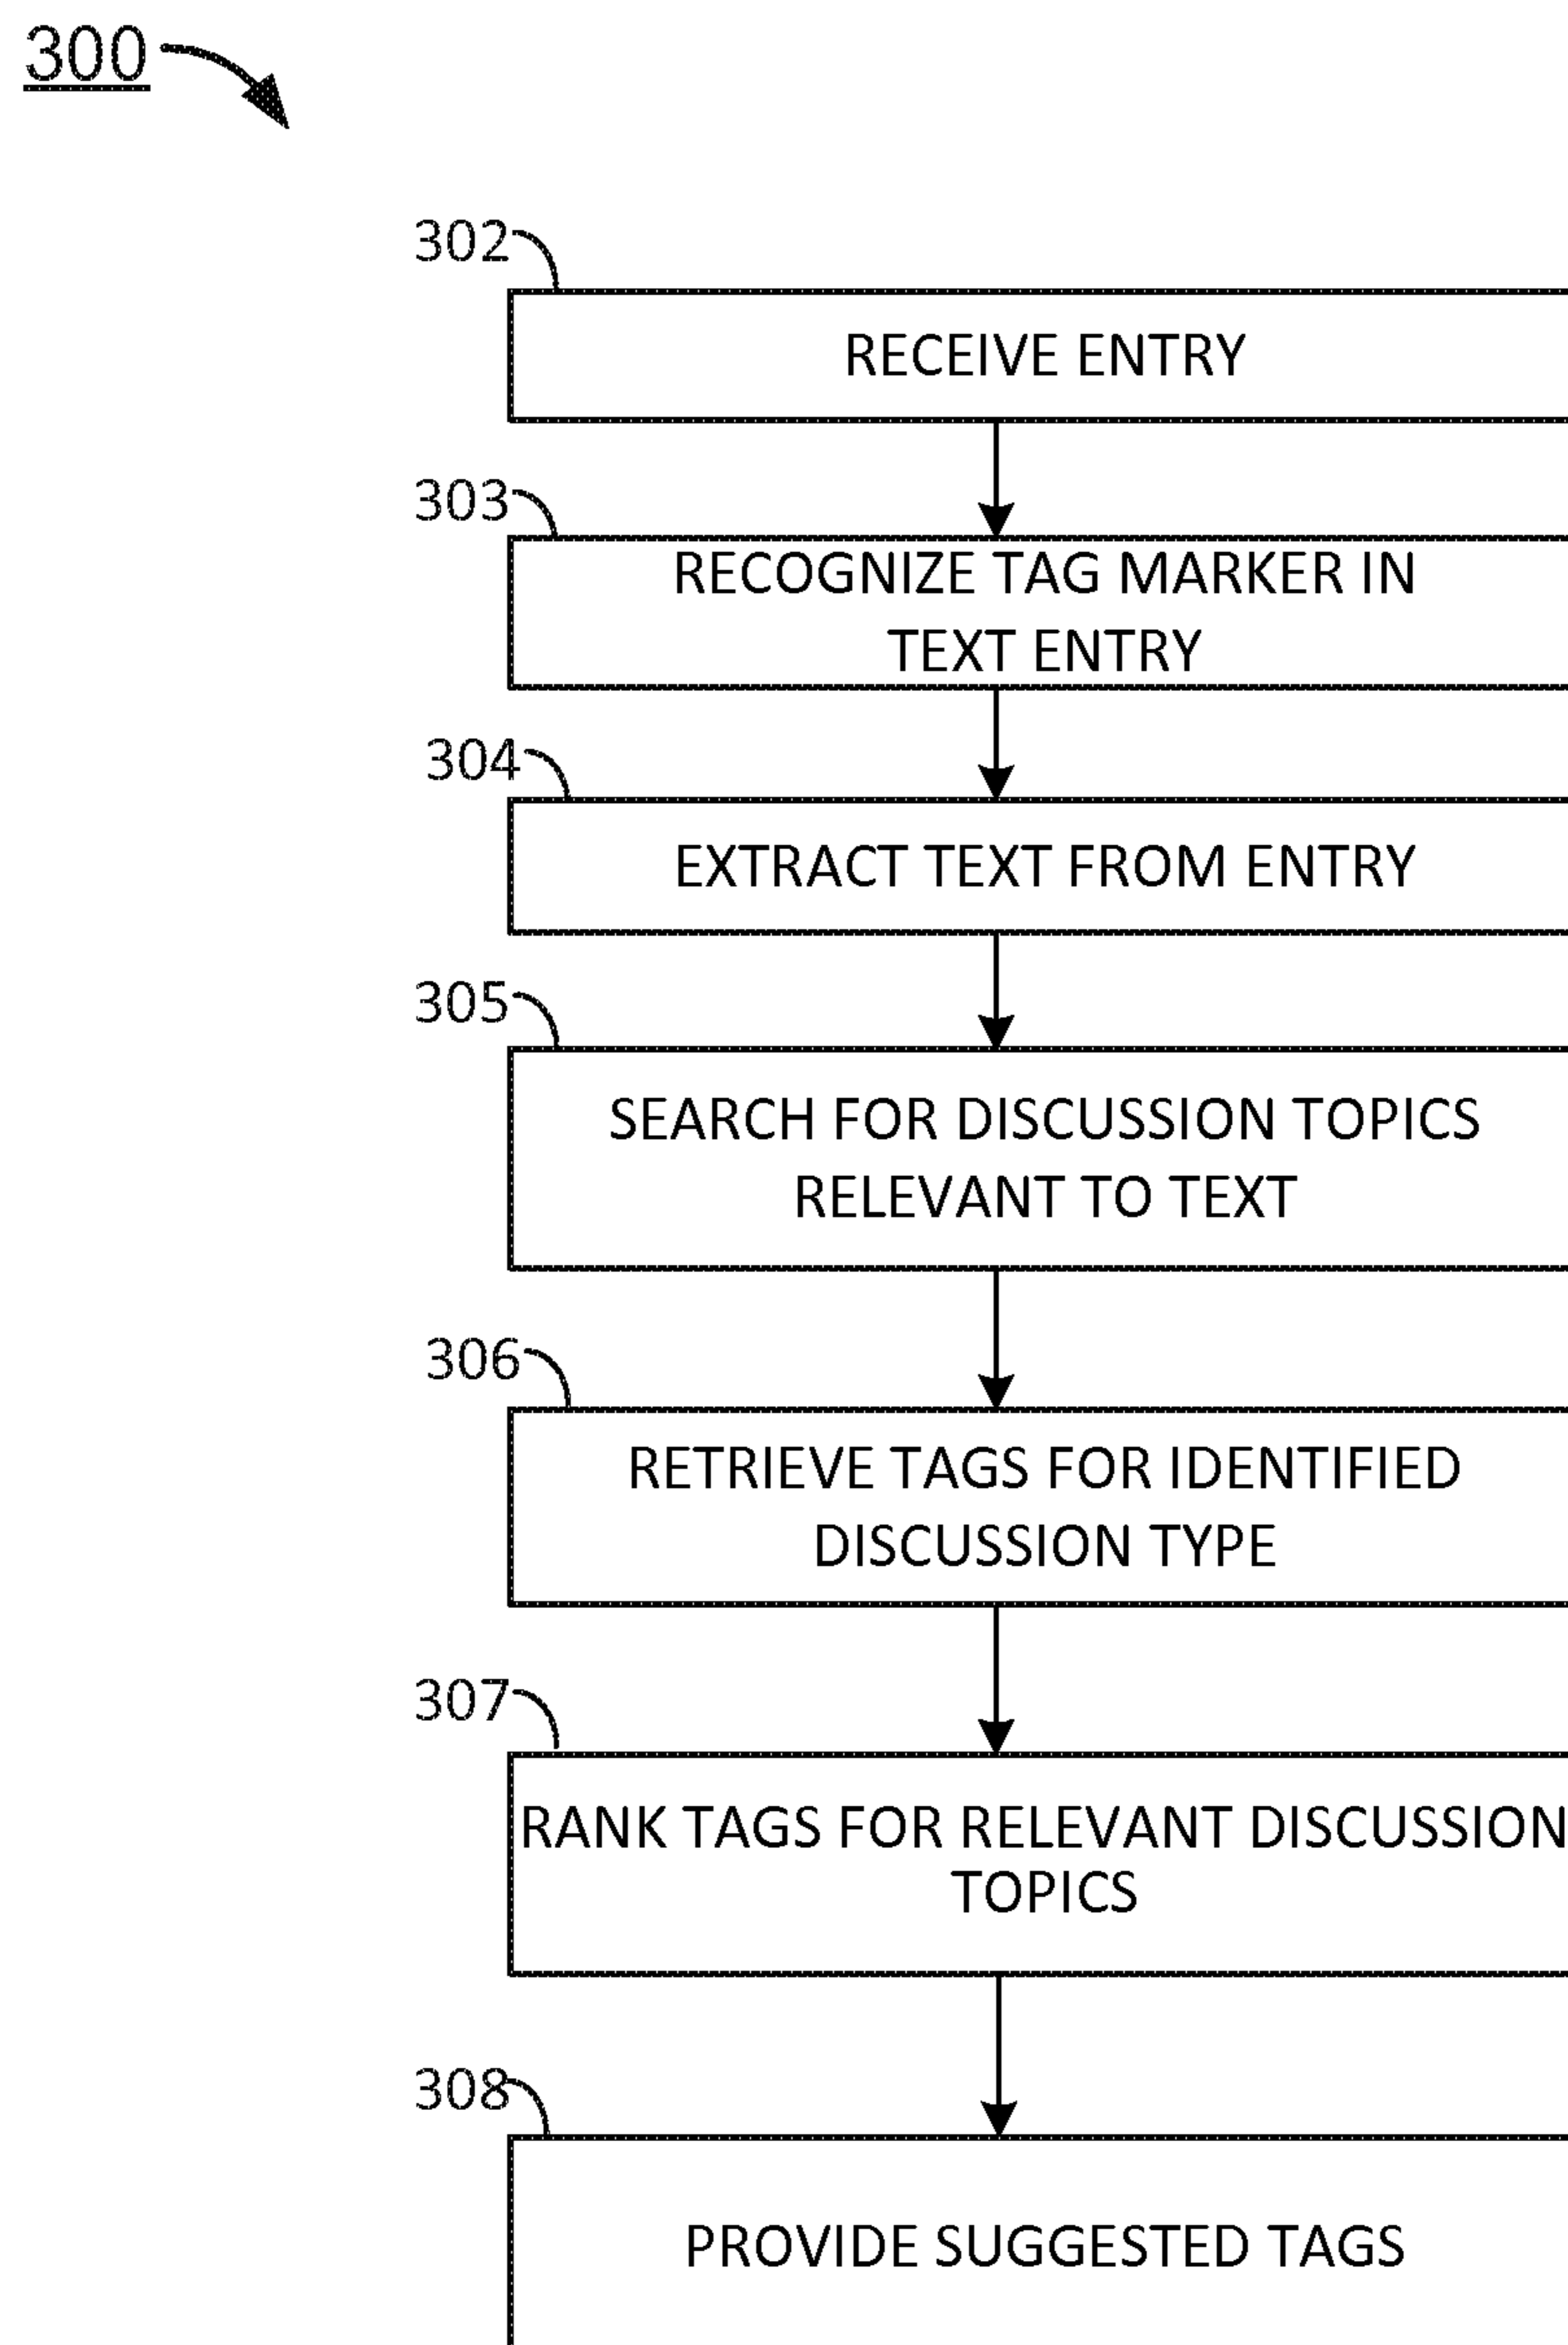 300
302
RECEIVE ENTRY
303
RECOGNIZE TAG MARKER IN
TEXT ENTRY
304
EXTRACT TEXT FROM ENTRY
305
SEARCH FOR DISCUSSION TOPICS
RELEVANT TO TEXT
306
RETRIEVE TAGS FOR IDENTIFIED
DISCUSSION TYPE
307
RANK TAGS FOR RELEVANT DISCUSSION
TOPICS
308
PROVIDE SUGGESTED TAGS